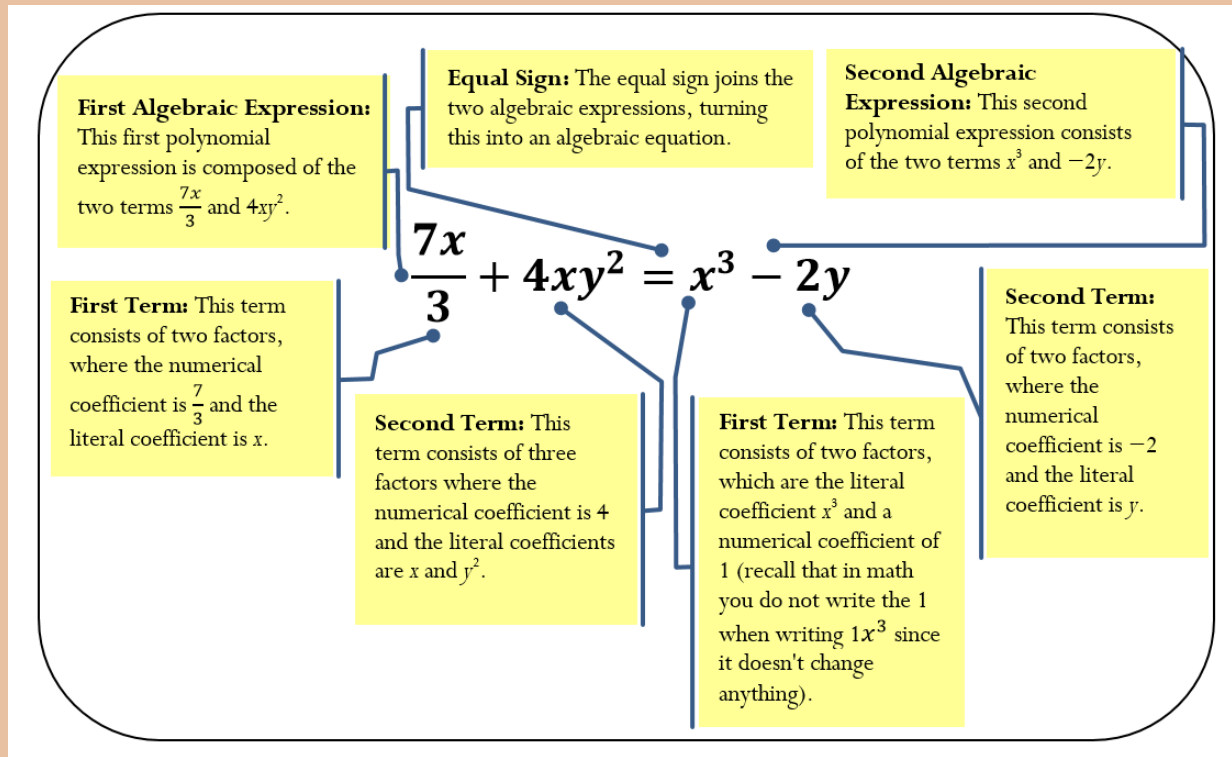 First Algebraic Expression:
This first polynomial
expression is composed of the
two terms 7x/3 and 4xy².
Equal Sign: The equal sign joins the
two algebraic expressions, turning
this into an algebraic equation.
Second Algebraic
Expression: This second
polynomial expression consists
of the two terms x³ and −2y.
7x/3 + 4xy² = x³ − 2y
First Term: This term
consists of two factors,
where the numerical
coefficient is 7/3 and the
literal coefficient is x.
Second Term: This
term consists of three
factors where the
numerical coefficient is 4
and the literal coefficients
are x and y².
First Term: This term
consists of two factors,
which are the literal
coefficient x³ and a
numerical coefficient of
1 (recall that in math
you do not write the 1
when writing 1x³ since
it doesn't change
anything).
Second Term:
This term consists
of two factors,
where the
numerical
coefficient is −2
and the literal
coefficient is y.